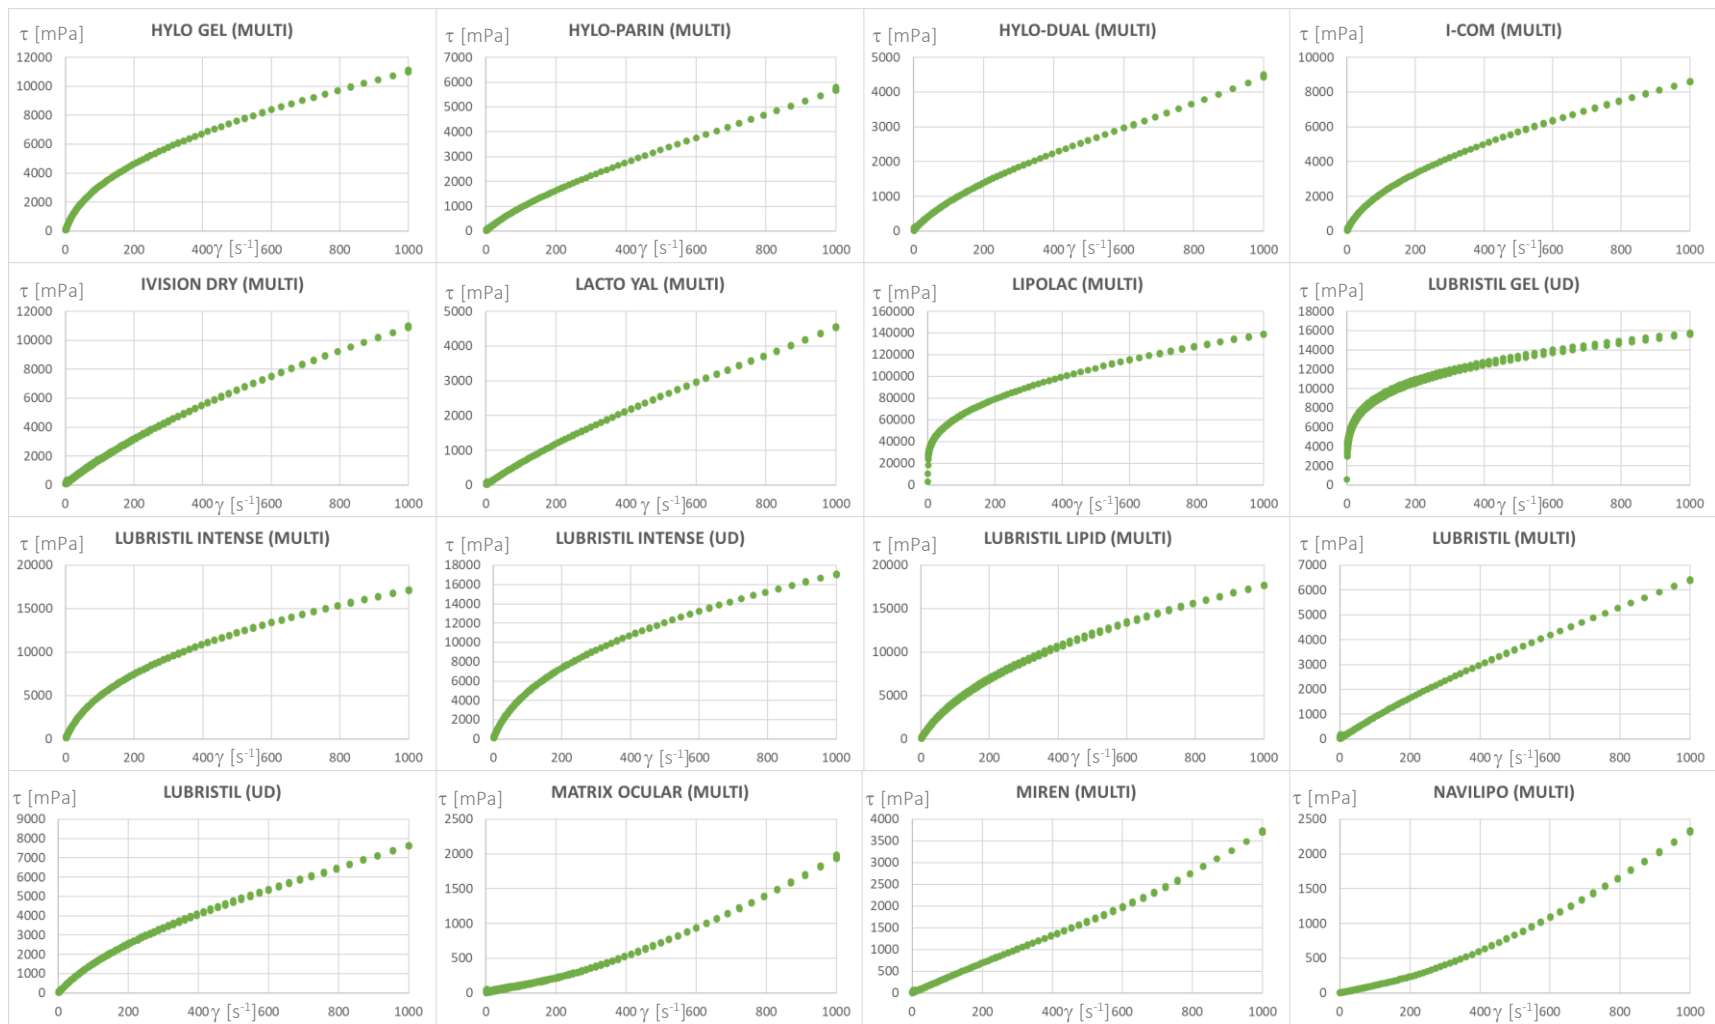 HYLO GEL (MULTI)
τ [mPa]
12000
10000
8000
6000
4000
2000
0
0 200 400 γ [s⁻¹] 600 800 1000
HYLO-PARIN (MULTI)
τ [mPa]
7000
6000
5000
4000
3000
2000
1000
0
0 200 400 γ [s⁻¹] 600 800 1000
HYLO-DUAL (MULTI)
τ [mPa]
5000
4000
3000
2000
1000
0
0 200 400 γ [s⁻¹] 600 800 1000
I-COM (MULTI)
τ [mPa]
10000
8000
6000
4000
2000
0
0 200 400 γ [s⁻¹] 600 800 1000
IVISION DRY (MULTI)
τ [mPa]
12000
10000
8000
6000
4000
2000
0
0 200 400 γ [s⁻¹] 600 800 1000
LACTO YAL (MULTI)
τ [mPa]
5000
4000
3000
2000
1000
0
0 200 400 γ [s⁻¹] 600 800 1000
LIPOLAC (MULTI)
τ [mPa]
160000
140000
120000
100000
80000
60000
40000
20000
0
0 200 400 γ [s⁻¹] 600 800 1000
LUBRISTIL GEL (UD)
τ [mPa]
18000
16000
14000
12000
10000
8000
6000
4000
2000
0
0 200 400 γ [s⁻¹] 600 800 1000
LUBRISTIL INTENSE (MULTI)
τ [mPa]
20000
15000
10000
5000
0
0 200 400 γ [s⁻¹] 600 800 1000
LUBRISTIL INTENSE (UD)
τ [mPa]
18000
16000
14000
12000
10000
8000
6000
4000
2000
0
0 200 400 γ [s⁻¹] 600 800 1000
LUBRISTIL LIPID (MULTI)
τ [mPa]
20000
15000
10000
5000
0
0 200 400 γ [s⁻¹] 600 800 1000
LUBRISTIL (MULTI)
τ [mPa]
7000
6000
5000
4000
3000
2000
1000
0
0 200 400 γ [s⁻¹] 600 800 1000
LUBRISTIL (UD)
τ [mPa]
9000
8000
7000
6000
5000
4000
3000
2000
1000
0
0 200 400 γ [s⁻¹] 600 800 1000
MATRIX OCULAR (MULTI)
τ [mPa]
2500
2000
1500
1000
500
0
0 200 400 γ [s⁻¹] 600 800 1000
MIREN (MULTI)
τ [mPa]
4000
3500
3000
2500
2000
1500
1000
500
0
0 200 400 γ [s⁻¹] 600 800 1000
NAVILIPO (MULTI)
τ [mPa]
2500
2000
1500
1000
500
0
0 200 400 γ [s⁻¹] 600 800 1000